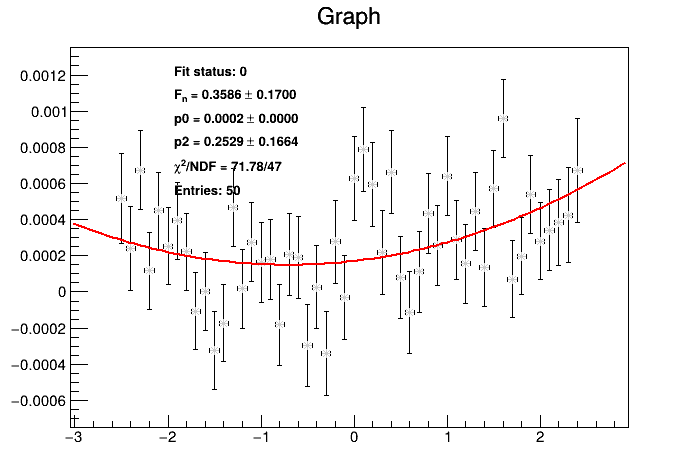 Graph
Fit status: 0
Fn = 0.3586 ± 0.1700
p0 = 0.0002 ± 0.0000
p2 = 0.2529 ± 0.1664
χ²/NDF = 71.78/47
Entries: 50
0.0012
0.001
0.0008
0.0006
0.0004
0.0002
0
−0.0002
−0.0004
−0.0006
−3 −2 −1 0 1 2